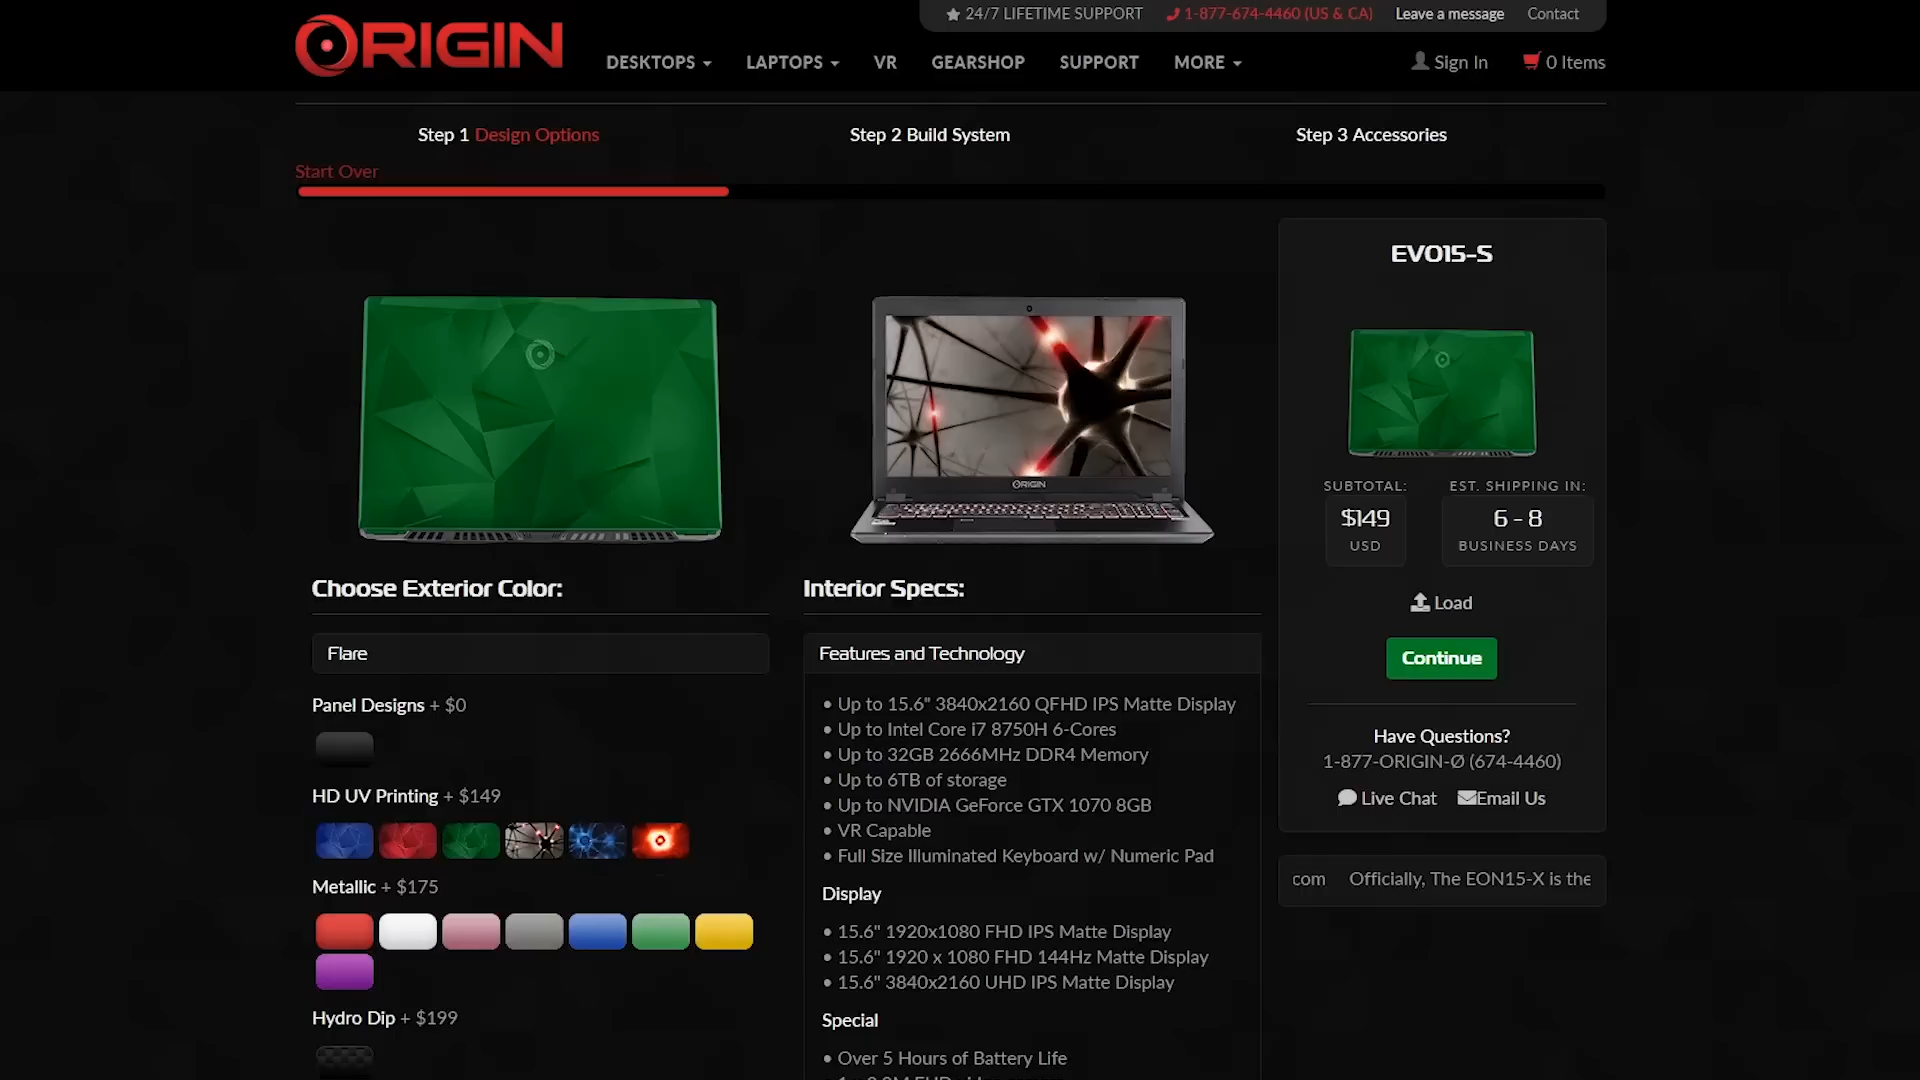 ORIGIN
24/7 LIFETIME SUPPORT 1-877-674-4460 (US & CA) Leave a message Contact
DESKTOPS LAPTOPS VR GEARSHOP SUPPORT MORE Sign In 0 Items
Step 1 Design Options Step 2 Build System Step 3 Accessories
Start Over
EVO15-S
ORIGIN
SUBTOTAL: EST. SHIPPING IN:
$149 6 - 8
USD BUSINESS DAYS
Load
Continue
Have Questions?
1-877-ORIGIN-Ø (674-4460)
Live Chat Email Us
com Officially, The EON15-X is the
Choose Exterior Color:
Flare
Panel Designs + $0
HD UV Printing + $149
Metallic + $175
Hydro Dip + $199
Interior Specs:
Features and Technology
• Up to 15.6" 3840x2160 QFHD IPS Matte Display
• Up to Intel Core i7 8750H 6-Cores
• Up to 32GB 2666MHz DDR4 Memory
• Up to 6TB of storage
• Up to NVIDIA GeForce GTX 1070 8GB
• VR Capable
• Full Size Illuminated Keyboard w/ Numeric Pad
Display
• 15.6" 1920x1080 FHD IPS Matte Display
• 15.6" 1920 x 1080 FHD 144Hz Matte Display
• 15.6" 3840x2160 UHD IPS Matte Display
Special
• Over 5 Hours of Battery Life